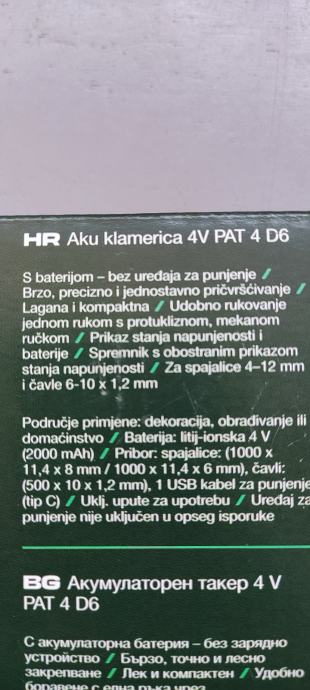 HR Aku klamerica 4V PAT 4 D6
S baterijom – bez uređaja za punjenje /
Brzo, precizno i jednostavno pričvršćivanje /
Lagana i kompaktna / Udobno rukovanje
jednom rukom s protukliznom, mekanom
ručkom / Prikaz stanja napunjenosti i
baterije / Spremnik s obostranim prikazom
stanja napunjenosti / Za spajalice 4–12 mm
i čavle 6-10 x 1,2 mm
Područje primjene: dekoracija, obrađivanje ili
domaćinstvo / Baterija: litij-ionska 4 V
(2000 mAh) / Pribor: spajalice: (1000 x
11,4 x 8 mm / 1000 x 11,4 x 6 mm), čavli:
(500 x 10 x 1,2 mm), 1 USB kabel za punjenje
(tip C) / Uklj. upute za upotrebu / Uređaj za
punjenje nije uključen u opseg isporuke
BG Акумулаторен такер 4 V
PAT 4 D6
С акумулаторна батерия – без зарядно
устройство / Бързо, точно и лесно
закрепване / Лек и компактен / Удобно
боравене с една ръка чрез